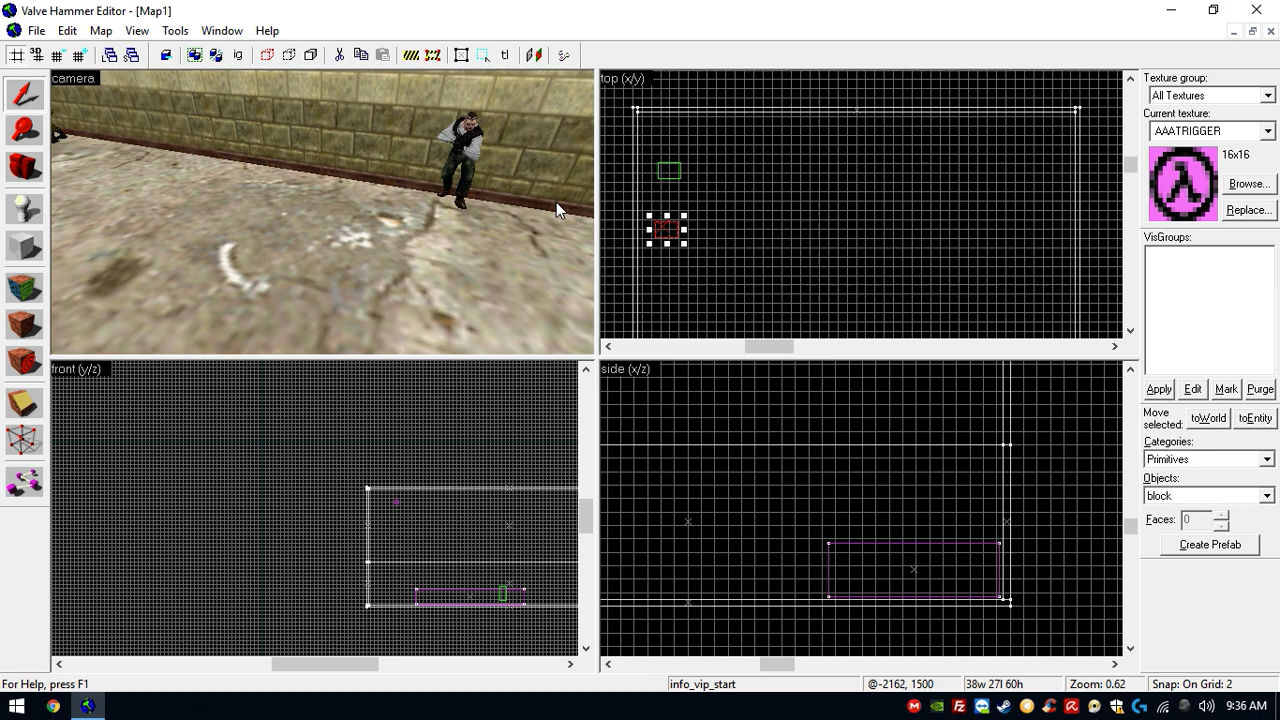 Valve Hammer Editor - [Map1]
File Edit Map View Tools Window Help
3D
ig
tl
camera
top (x/y)
front (y/z)
side (x/z)
Texture group:
All Textures
Current texture:
AAATRIGGER
16x16
Browse...
Replace...
VisGroups:
Apply Edit Mark Purge
Move
selected: toWorld toEntity
Categories:
Primitives
Objects:
block
Faces: 0
Create Prefab
For Help, press F1 info_vip_start @-2162, 1500 38w 27l 60h Zoom: 0.62 Snap: On Grid: 2
9:36 AM